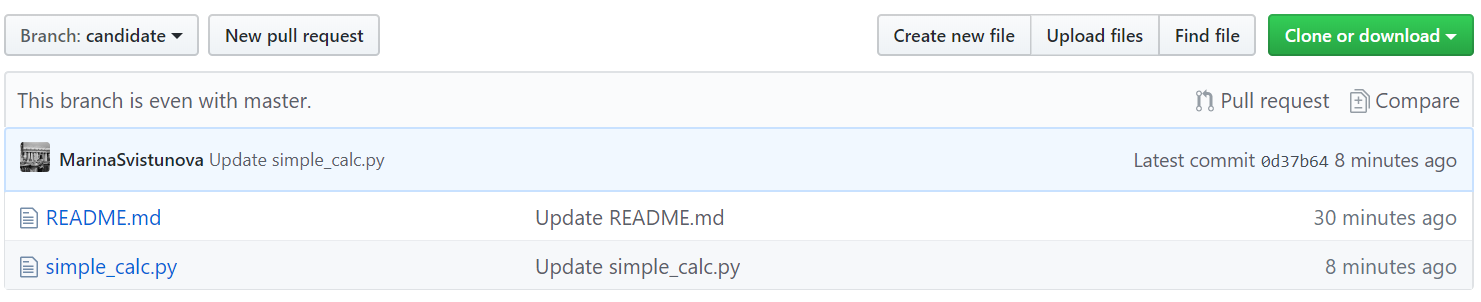 Branch: candidate New pull request Create new file Upload files Find file Clone or download
This branch is even with master. Pull request Compare
MarinaSvistunova Update simple_calc.py Latest commit 0d37b64 8 minutes ago
README.md Update README.md 30 minutes ago
simple_calc.py Update simple_calc.py 8 minutes ago